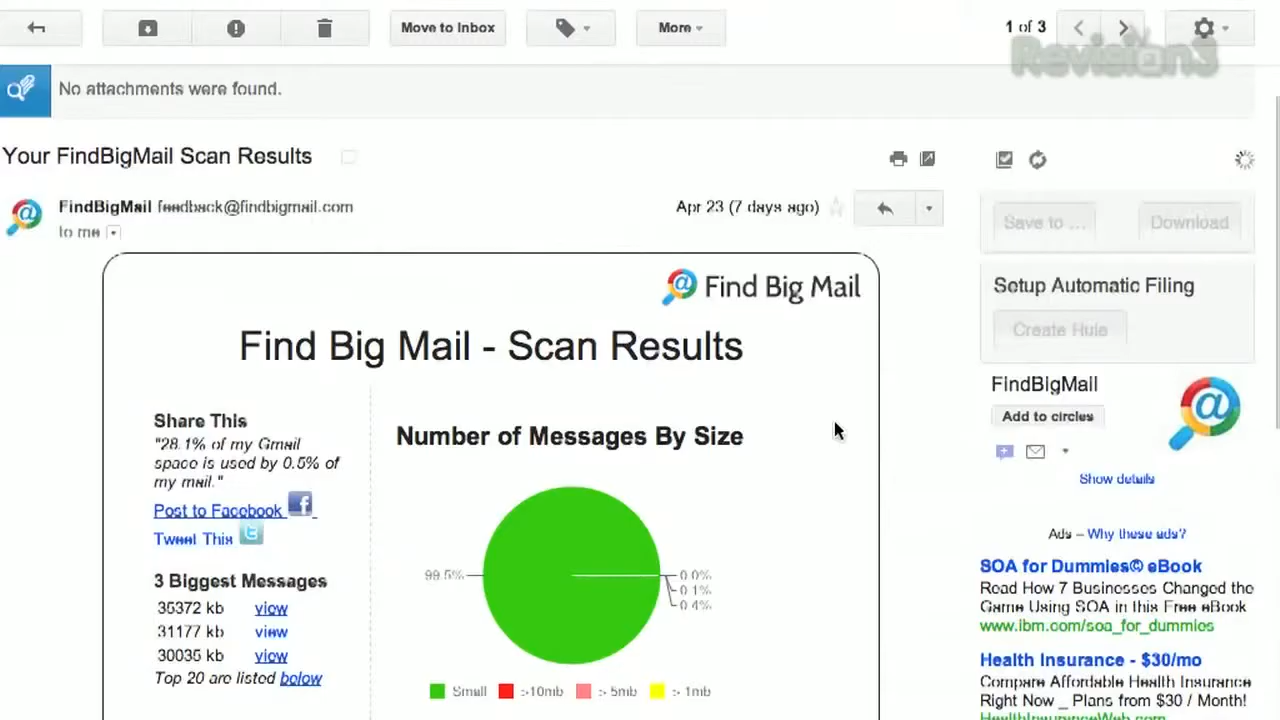 Move to Inbox
More
1 of 3
Revision3
No attachments were found.
Your FindBigMail Scan Results
FindBigMail feedback@findbigmail.com
Apr 23 (7 days ago)
to me
Save to ...
Download
Setup Automatic Filing
Create Rule
Find Big Mail
Find Big Mail - Scan Results
Share This
"28.1% of my Gmail
space is used by 0.5% of
my mail."
Post to Facebook
Tweet This
3 Biggest Messages
35372 kb view
31177 kb view
30035 kb view
Top 20 are listed below
Number of Messages By Size
99.5%
0.0%
0.1%
0.4%
Small >10mb > 5mb > 1mb
FindBigMail
Add to circles
Show details
Ads – Why these ads?
SOA for Dummies© eBook
Read How 7 Businesses Changed the
Game Using SOA in this Free eBook
www.ibm.com/soa_for_dummies
Health Insurance - $30/mo
Compare Affordable Health Insurance
Right Now _ Plans from $30 / Month!
HealthInsuranceWeb.com